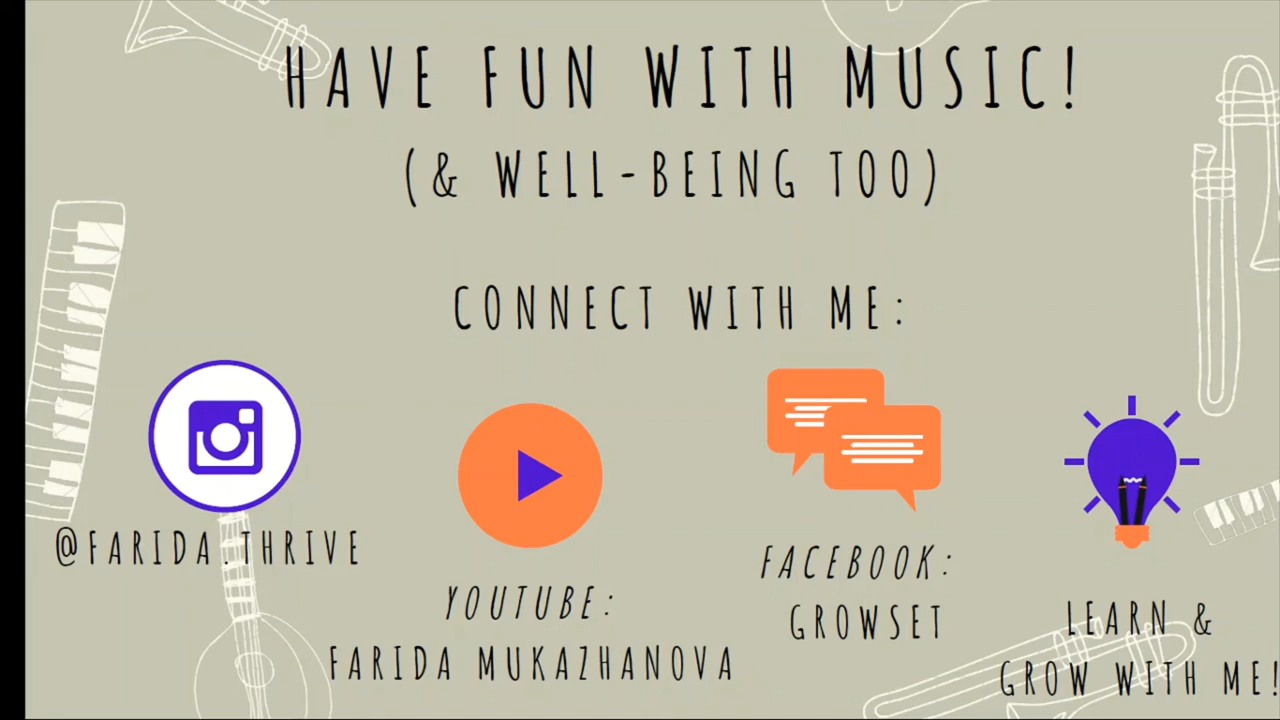 HAVE FUN WITH MUSIC!
(& WELL-BEING TOO)
CONNECT WITH ME:
@FARIDA.THRIVE
YOUTUBE:
FARIDA MUKAZHANOVA
FACEBOOK:
GROWSET
LEARN &
GROW WITH ME!